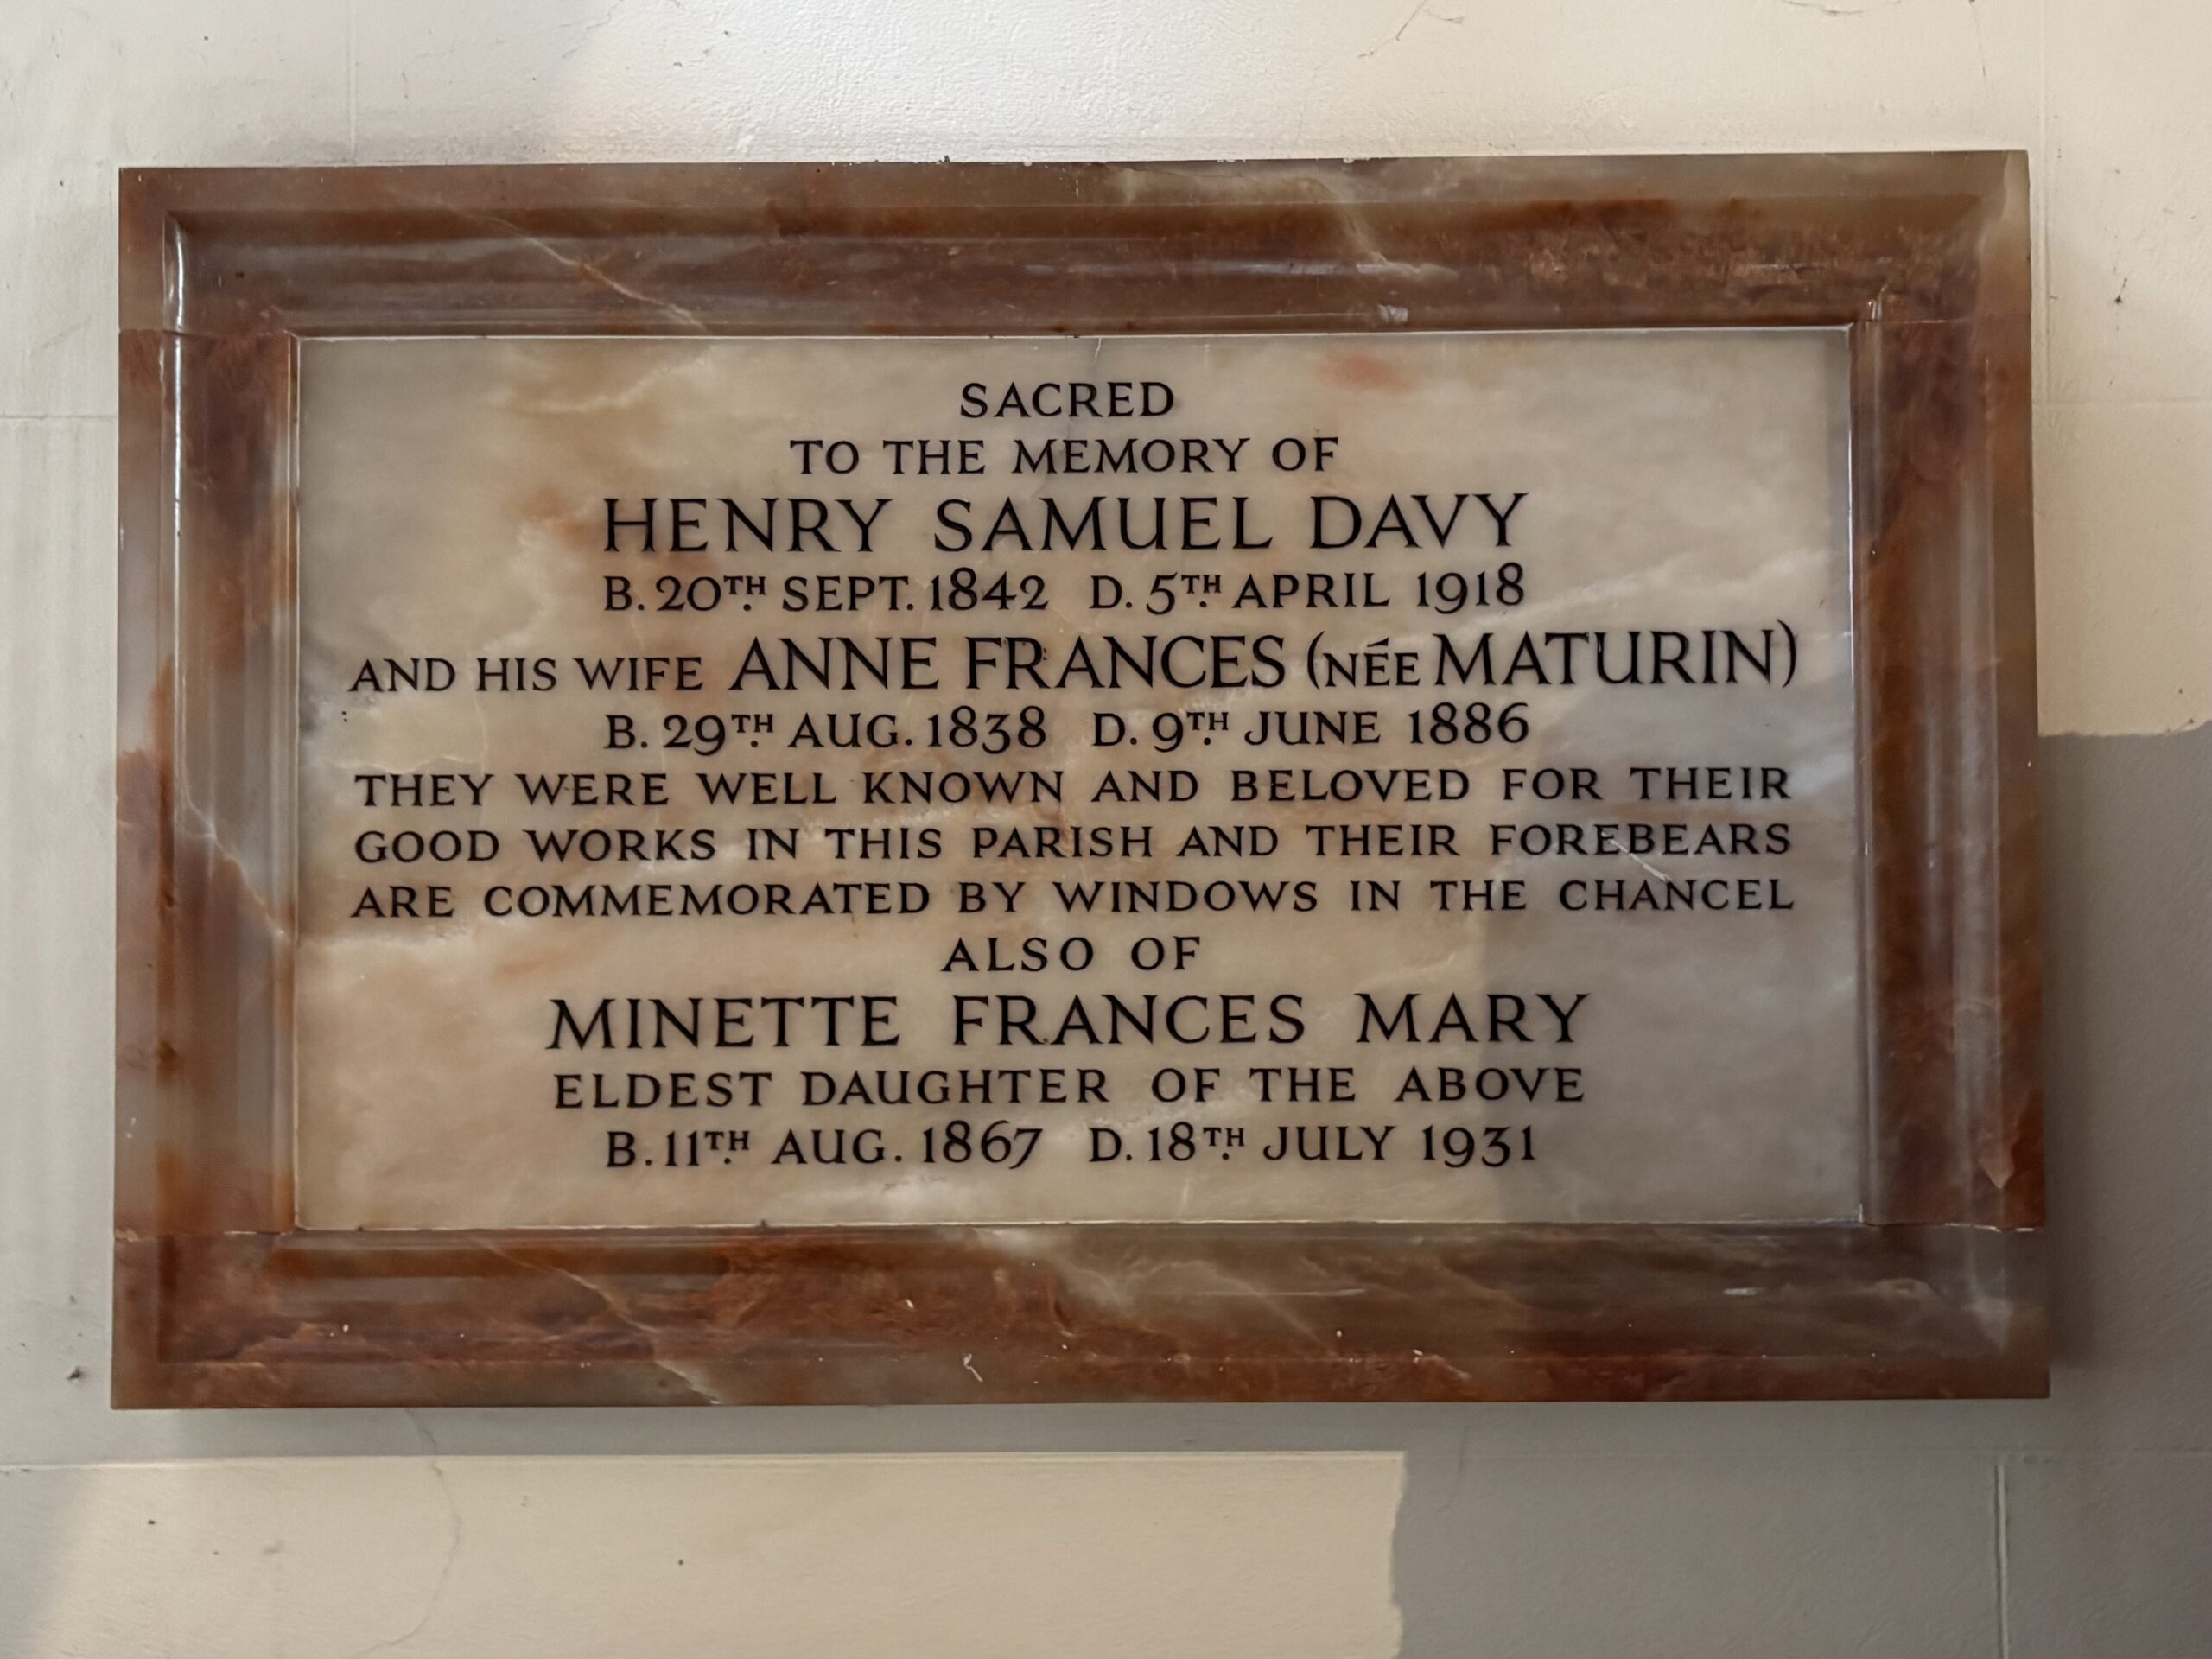 SACRED
TO THE MEMORY OF
HENRY SAMUEL DAVY
B. 20TH SEPT. 1842 D. 5TH APRIL 1918
AND HIS WIFE ANNE FRANCES (NÉE MATURIN)
B. 29TH AUG. 1838 D. 9TH JUNE 1886
THEY WERE WELL KNOWN AND BELOVED FOR THEIR
GOOD WORKS IN THIS PARISH AND THEIR FOREBEARS
ARE COMMEMORATED BY WINDOWS IN THE CHANCEL
ALSO OF
MINETTE FRANCES MARY
ELDEST DAUGHTER OF THE ABOVE
B. 11TH AUG. 1867 D. 18TH JULY 1931